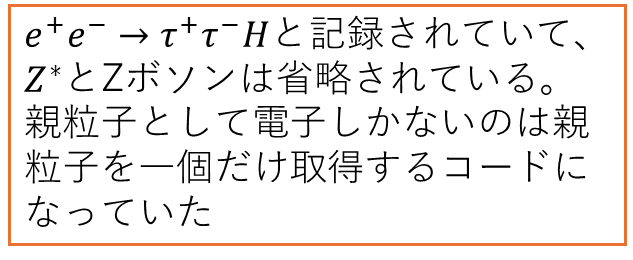 e⁺e⁻ → τ⁺τ⁻Hと記録されていて、
Z*とZボソンは省略されている。
親粒子として電子しかないのは親
粒子を一個だけ取得するコードに
なっていた